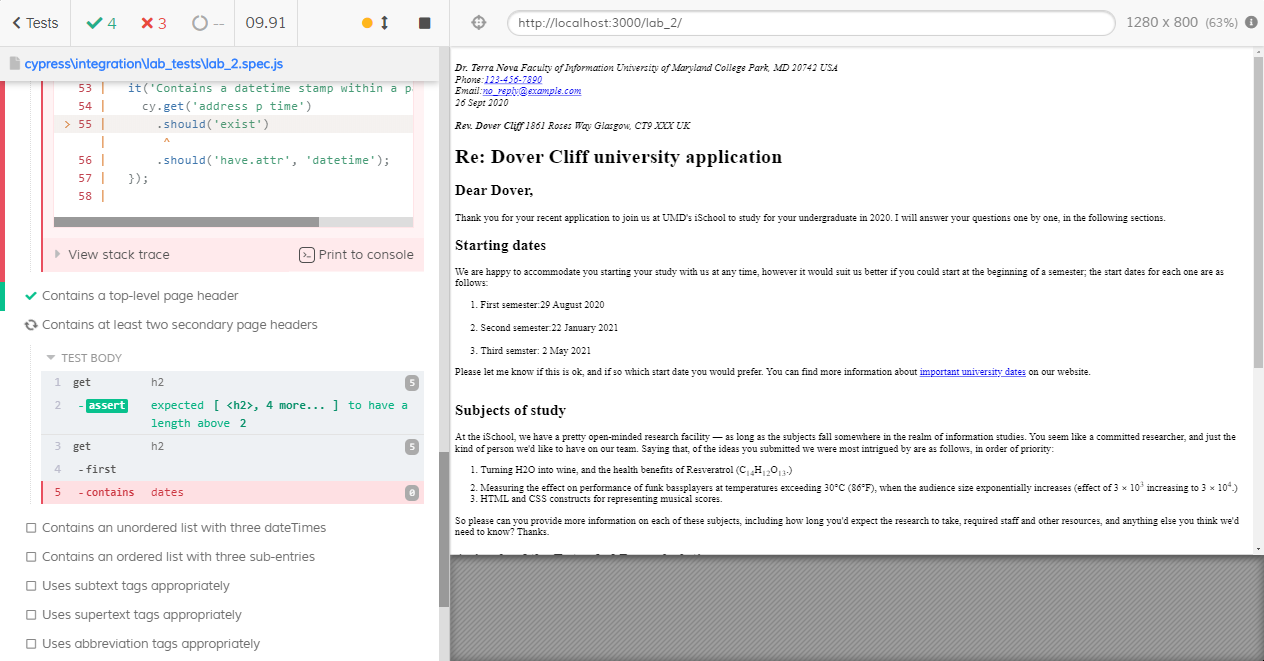 Tests 4 3 -- 09.91
http://localhost:3000/lab_2/ 1280 x 800 (63%)
cypress\integration\lab_tests\lab_2.spec.js
53 | it('Contains a datetime stamp within a p
54 | cy.get('address p time')
> 55 | .should('exist')
| ^
56 | .should('have.attr', 'datetime');
57 | });
58 |
View stack trace Print to console
Contains a top-level page header
Contains at least two secondary page headers
TEST BODY
1 get h2 5
2 -assert expected [ <h2>, 4 more... ] to have a
length above 2
3 get h2 5
4 -first
5 -contains dates 0
Contains an unordered list with three dateTimes
Contains an ordered list with three sub-entries
Uses subtext tags appropriately
Uses supertext tags appropriately
Uses abbreviation tags appropriately
Dr. Terra Nova Faculty of Information University of Maryland College Park, MD 20742 USA
Phone:123-456-7890
Email:no_reply@example.com
26 Sept 2020
Rev. Dover Cliff 1861 Roses Way Glasgow, CT9 XXX UK
Re: Dover Cliff university application
Dear Dover,
Thank you for your recent application to join us at UMD's iSchool to study for your undergraduate in 2020. I will answer your questions one by one, in the following sections.
Starting dates
We are happy to accommodate you starting your study with us at any time, however it would suit us better if you could start at the beginning of a semester; the start dates for each one are as
follows:
1. First semester:29 August 2020
2. Second semester:22 January 2021
3. Third semster: 2 May 2021
Please let me know if this is ok, and if so which start date you would prefer. You can find more information about important university dates on our website.
Subjects of study
At the iSchool, we have a pretty open-minded research facility — as long as the subjects fall somewhere in the realm of information studies. You seem like a committed researcher, and just the
kind of person we'd like to have on our team. Saying that, of the ideas you submitted we were most intrigued by are as follows, in order of priority:
1. Turning H2O into wine, and the health benefits of Resveratrol (C₁₄H₁₂O₁₃.)
2. Measuring the effect on performance of funk bassplayers at temperatures exceeding 30°C (86°F), when the audience size exponentially increases (effect of 3 × 10³ increasing to 3 × 10⁴.)
3. HTML and CSS constructs for representing musical scores.
So please can you provide more information on each of these subjects, including how long you'd expect the research to take, required staff and other resources, and anything else you think we'd
need to know? Thanks.